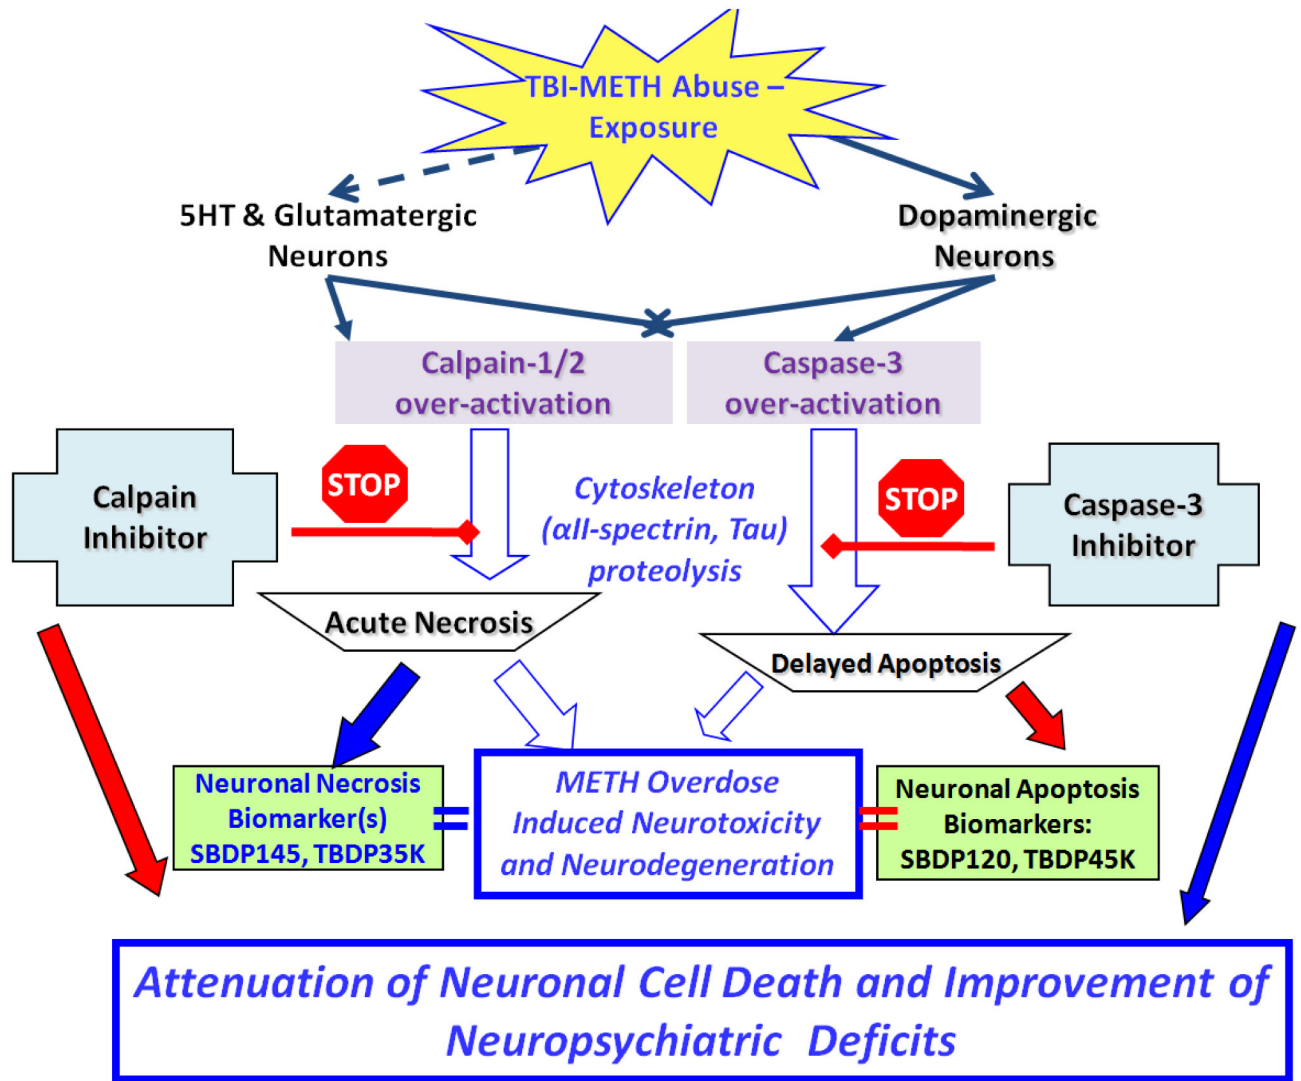 TBI-METH Abuse –
Exposure
5HT & Glutamatergic
Neurons
Dopaminergic
Neurons
Calpain-1/2
over-activation
Caspase-3
over-activation
Calpain
Inhibitor
STOP
Cytoskeleton
(αII-spectrin, Tau)
proteolysis
STOP
Caspase-3
Inhibitor
Acute Necrosis
Delayed Apoptosis
Neuronal Necrosis
Biomarker(s)
SBDP145, TBDP35K
METH Overdose
Induced Neurotoxicity
and Neurodegeneration
Neuronal Apoptosis
Biomarkers:
SBDP120, TBDP45K
Attenuation of Neuronal Cell Death and Improvement of
Neuropsychiatric Deficits